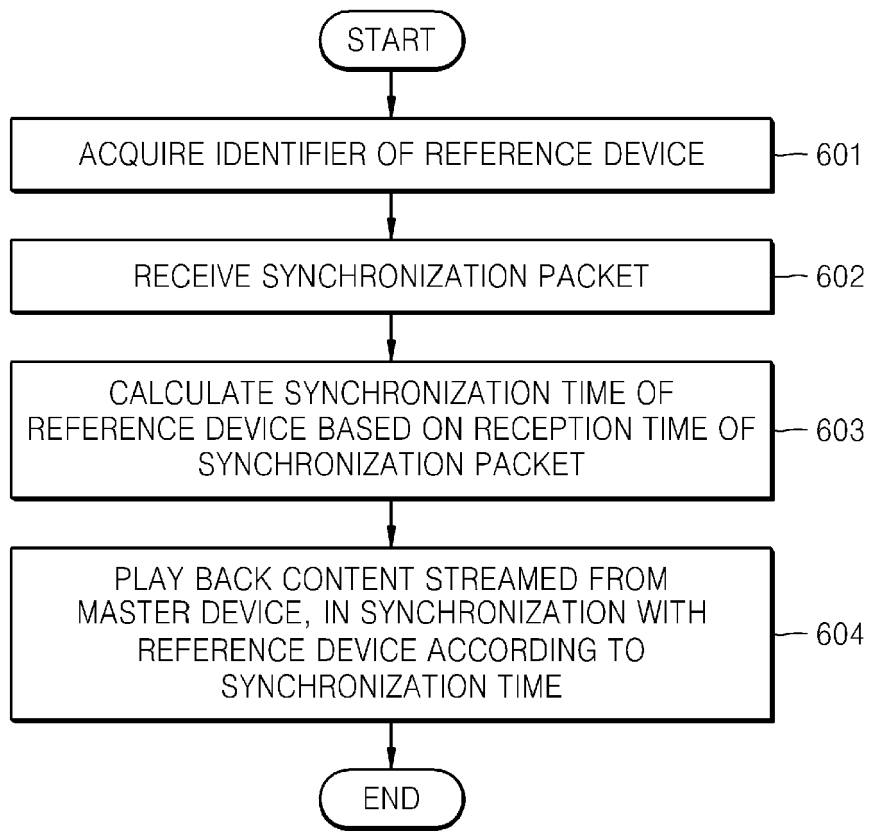 START
ACQUIRE IDENTIFIER OF REFERENCE DEVICE
601
RECEIVE SYNCHRONIZATION PACKET
602
CALCULATE SYNCHRONIZATION TIME OF
REFERENCE DEVICE BASED ON RECEPTION TIME OF
SYNCHRONIZATION PACKET
603
PLAY BACK CONTENT STREAMED FROM
MASTER DEVICE, IN SYNCHRONIZATION WITH
REFERENCE DEVICE ACCORDING TO
SYNCHRONIZATION TIME
604
END